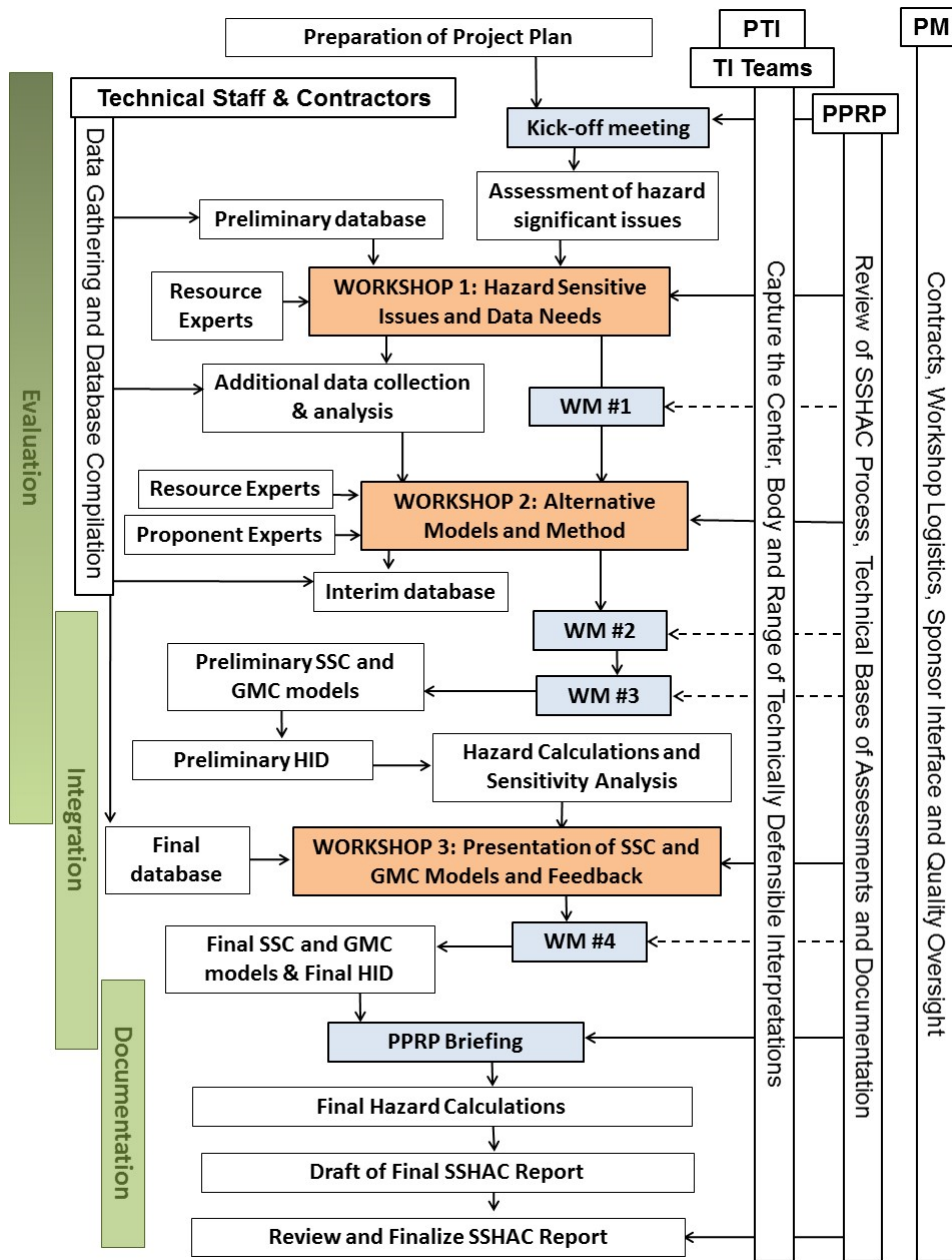 Preparation of Project Plan
PTI
TI Teams
PM
Technical Staff & Contractors
PPRP
Kick-off meeting
Assessment of hazard
significant issues
Preliminary database
Resource
Experts
WORKSHOP 1: Hazard Sensitive
Issues and Data Needs
Additional data collection
& analysis
WM #1
Resource Experts
Proponent Experts
WORKSHOP 2: Alternative
Models and Method
Interim database
WM #2
Preliminary SSC and
GMC models
WM #3
Preliminary HID
Hazard Calculations and
Sensitivity Analysis
Final
database
WORKSHOP 3: Presentation of SSC and
GMC Models and Feedback
Final SSC and GMC
models & Final HID
WM #4
PPRP Briefing
Final Hazard Calculations
Draft of Final SSHAC Report
Review and Finalize SSHAC Report
Evaluation
Integration
Documentation
Data Gathering and Database Compilation
Capture the Center, Body and Range of Technically Defensible Interpretations
Review of SSHAC Process, Technical Bases of Assessments and Documentation
Contracts, Workshop Logistics, Sponsor Interface and Quality Oversight